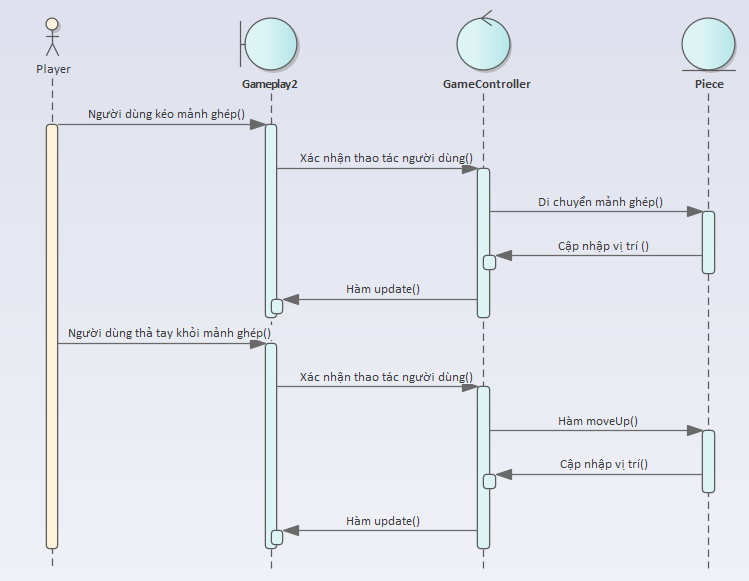 Player
Gameplay2
GameController
Piece
Người dùng kéo mảnh ghép()
Xác nhận thao tác người dùng()
Di chuyển mảnh ghép()
Cập nhập vị trí ()
Hàm update()
Người dùng thả tay khỏi mảnh ghép()
Xác nhận thao tác người dùng()
Hàm moveUp()
Cập nhập vị trí()
Hàm update()